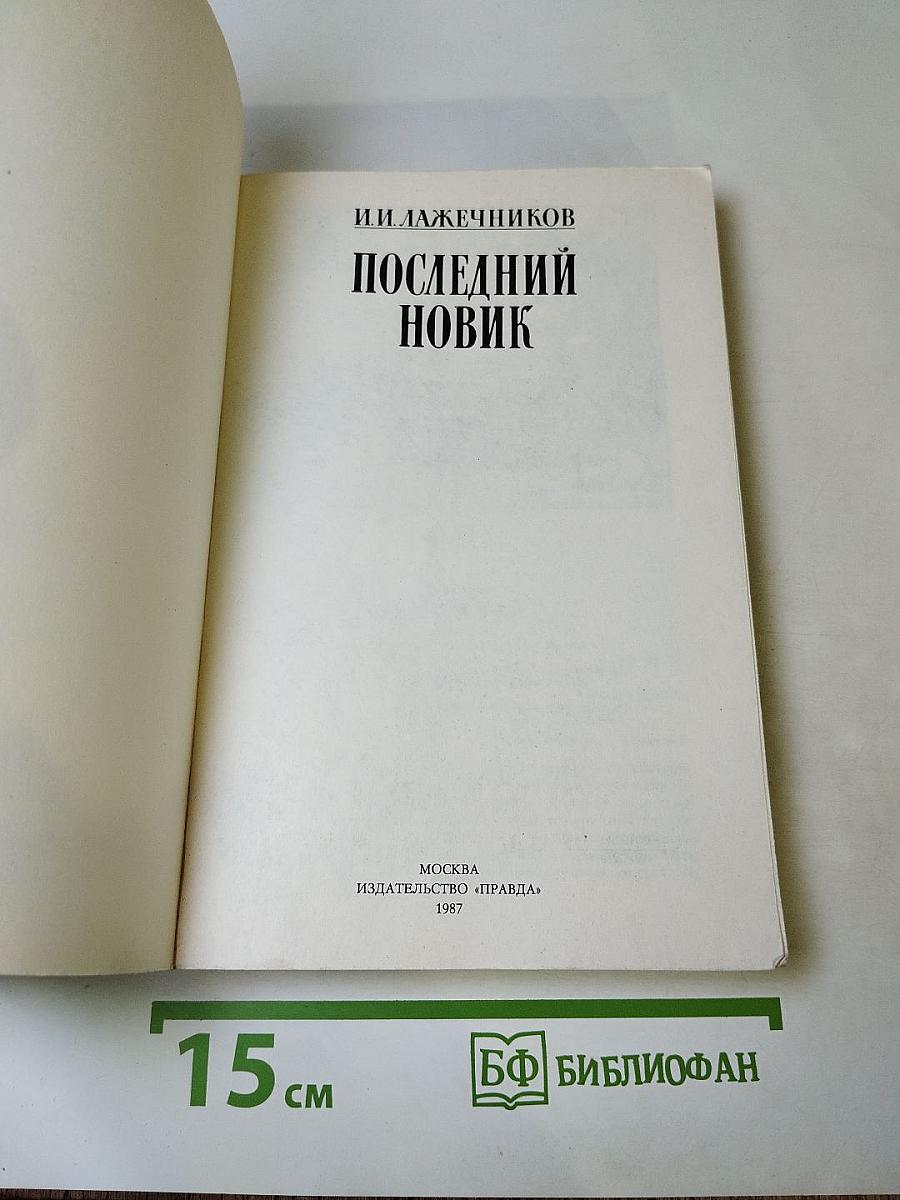 И.И.ЛАЖЕЧНИКОВ
ПОСЛЕДНИЙ
НОВИК
МОСКВА
ИЗДАТЕЛЬСТВО «ПРАВДА»
1987
15 см
БФ БИБЛИОФАН